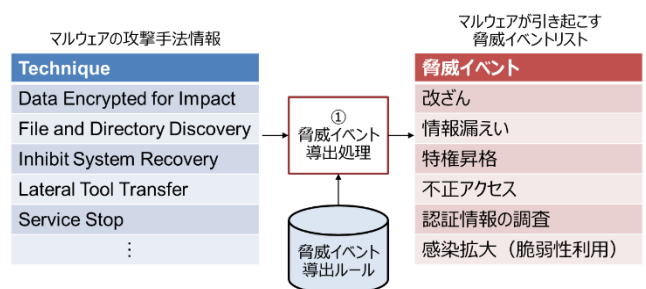 マルウェアの攻撃手法情報
Technique
Data Encrypted for Impact
File and Directory Discovery
Inhibit System Recovery
Lateral Tool Transfer
Service Stop
⋮
①
脅威イベント
導出処理
脅威イベント
導出ルール
マルウェアが引き起こす
脅威イベントリスト
脅威イベント
改ざん
情報漏えい
特権昇格
不正アクセス
認証情報の調査
感染拡大（脆弱性利用）